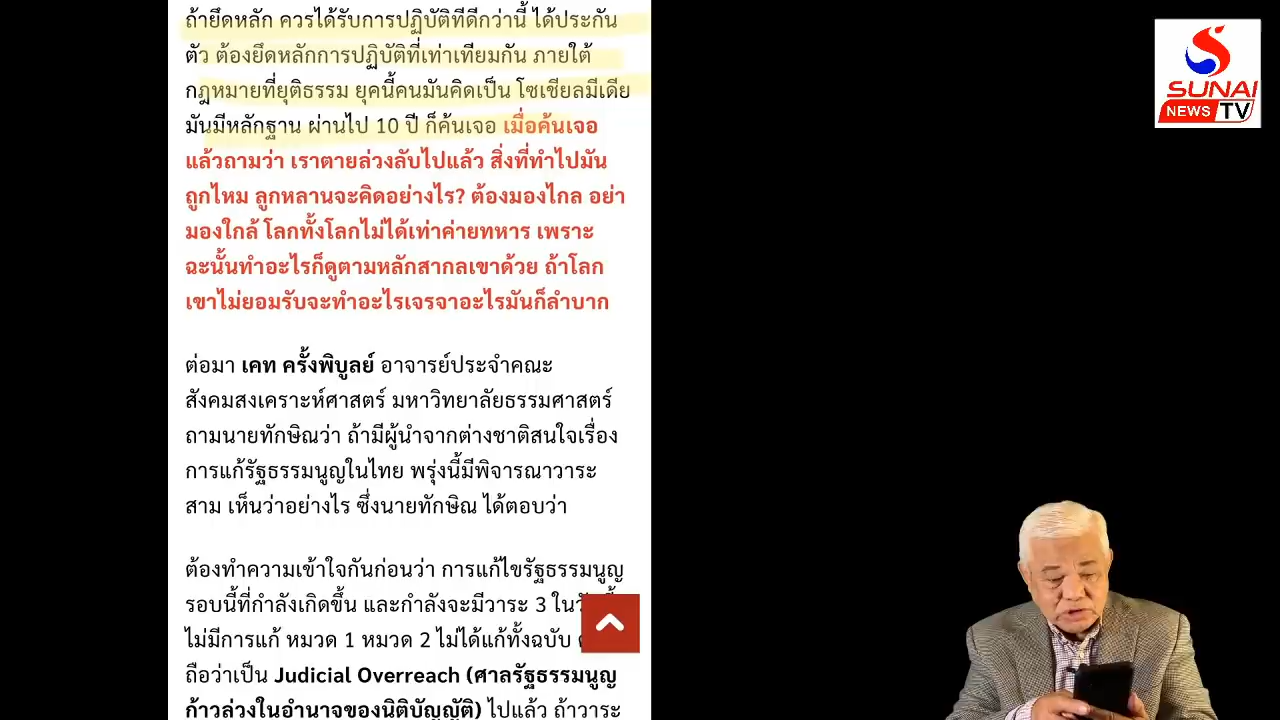 ถ้ายึดหลัก ควรได้รับการปฏิบัติที่ดีกว่านี้ ได้ประกัน
ตัว ต้องยึดหลักการปฏิบัติที่เท่าเทียมกัน ภายใต้
กฎหมายที่ยุติธรรม ยุคนี้คนมันคิดเป็น โซเชียลมีเดีย
มันมีหลักฐาน ผ่านไป 10 ปี ก็ค้นเจอ เมื่อค้นเจอ
แล้วถามว่า เราตายล่วงลับไปแล้ว สิ่งที่ทำไปมัน
ถูกไหม ลูกหลานจะคิดอย่างไร? ต้องมองไกล อย่า
มองใกล้ โลกทั้งโลกไม่ได้เท่าค่ายทหาร เพราะ
ฉะนั้นทำอะไรก็ดูตามหลักสากลเขาด้วย ถ้าโลก
เขาไม่ยอมรับจะทำอะไรเจรจาอะไรมันก็ลำบาก
ต่อมา เคท ครั้งพิบูลย์ อาจารย์ประจำคณะ
สังคมสงเคราะห์ศาสตร์ มหาวิทยาลัยธรรมศาสตร์
ถามนายทักษิณว่า ถ้ามีผู้นำจากต่างชาติสนใจเรื่อง
การแก้รัฐธรรมนูญในไทย พรุ่งนี้มีพิจารณาวาระ
สาม เห็นว่าอย่างไร ซึ่งนายทักษิณ ได้ตอบว่า
ต้องทำความเข้าใจกันก่อนว่า การแก้ไขรัฐธรรมนูญ
รอบนี้ที่กำลังเกิดขึ้น และกำลังจะมีวาระ 3 ใน
ไม่มีการแก้ หมวด 1 หมวด 2 ไม่ได้แก้ทั้งฉบับ
ถือว่าเป็น Judicial Overreach (ศาลรัฐธรรมนูญ
ก้าวล่วงในอำนาจของนิติบัญญัติ) ไปแล้ว ถ้าวาระ
SUNAI
NEWS TV